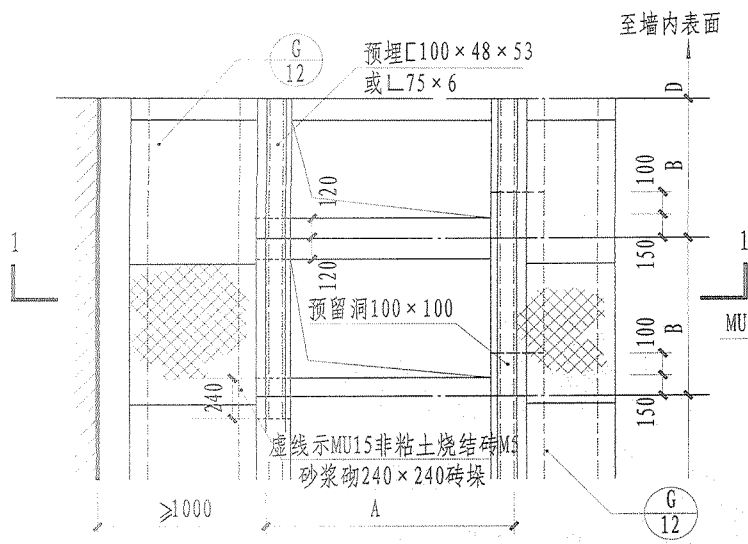 至墙内表面
G
12
预埋[100×48×53
或∟75×6
D
120
100
B
1
1
120
150
预留洞100×100
MU
100
B
240
150
虚线示MU15非粘土烧结砖M5
砂浆砌240×240砖垛
≥1000
A
G
12